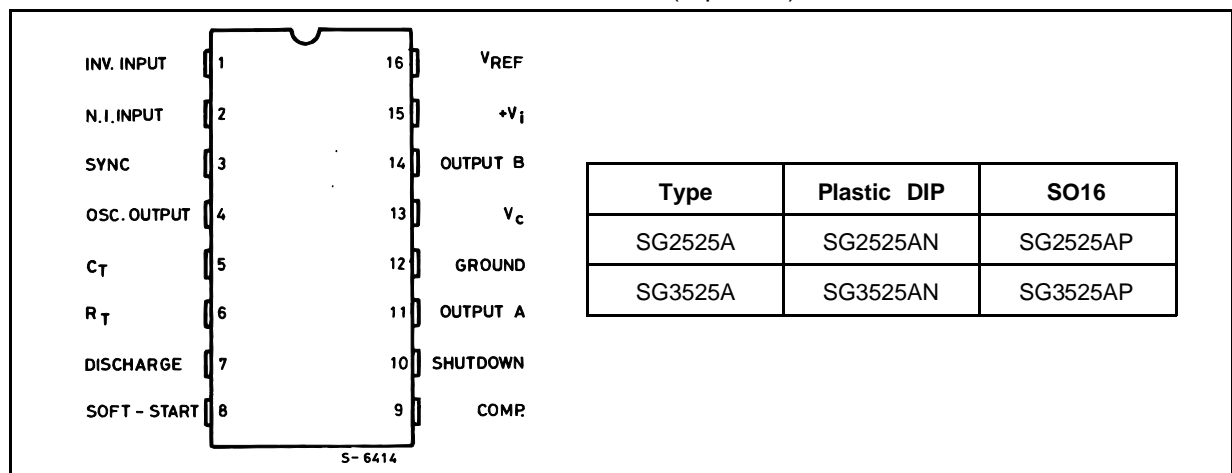 INV. INPUT 1 16 VREF
N.I.INPUT 2 15 +Vi
SYNC 3 14 OUTPUT B
OSC. OUTPUT 4 13 Vc
CT 5 12 GROUND
RT 6 11 OUTPUT A
DISCHARGE 7 10 SHUTDOWN
SOFT - START 8 9 COMP.
S- 6414
Type Plastic DIP SO16
SG2525A SG2525AN SG2525AP
SG3525A SG3525AN SG3525AP